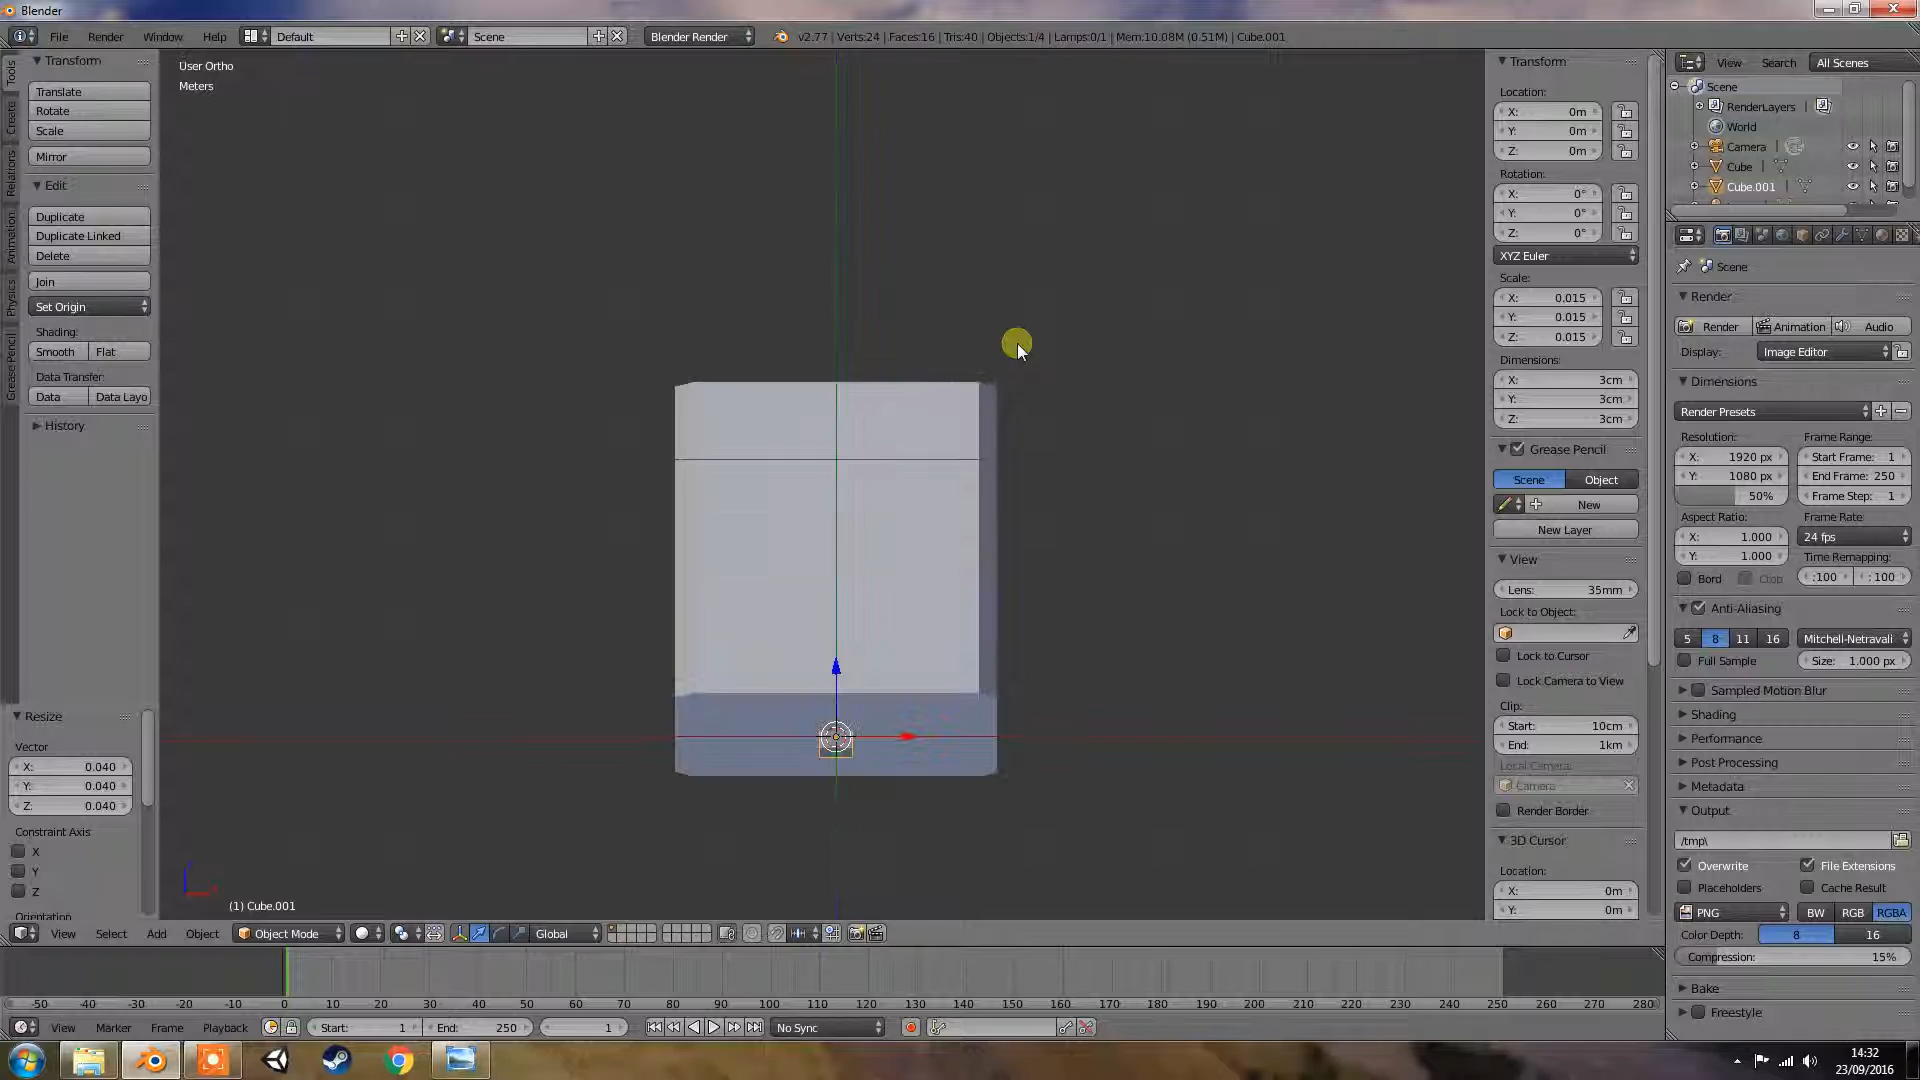 Blender
File Render Window Help Default Scene Blender Render v2.77 | Verts:24 | Faces:16 | Tris:40 | Objects:1/4 | Lamps:0/1 | Mem:10.08M (0.51M) | Cube.001
Tools
Create
Relations
Animation
Physics
Grease Pencil
Transform
Translate
Rotate
Scale
Mirror
Edit
Duplicate
Duplicate Linked
Delete
Join
Set Origin
Shading:
Smooth Flat
Data Transfer:
Data Data Layo
History
Resize
Vector
X: 0.040
Y: 0.040
Z: 0.040
Constraint Axis
X
Y
Z
Orientation
User Ortho
Meters
(1) Cube.001
Transform
Location:
X: 0m
Y: 0m
Z: 0m
Rotation:
X: 0°
Y: 0°
Z: 0°
XYZ Euler
Scale:
X: 0.015
Y: 0.015
Z: 0.015
Dimensions:
X: 3cm
Y: 3cm
Z: 3cm
Grease Pencil
Scene Object
New
New Layer
View
Lens: 35mm
Lock to Object:
Lock to Cursor
Lock Camera to View
Clip:
Start: 10cm
End: 1km
Local Camera:
Camera
Render Border
3D Cursor
Location:
X: 0m
Y: 0m
View Search All Scenes
Scene
RenderLayers |
World
Camera
Cube
Cube.001
Scene
Render
Render Animation Audio
Display: Image Editor
Dimensions
Render Presets
Resolution: Frame Range:
X: 1920 px Start Frame: 1
Y: 1080 px End Frame: 250
50% Frame Step: 1
Aspect Ratio: Frame Rate:
X: 1.000 24 fps
Y: 1.000 Time Remapping:
Bord Crop :100 :100
Anti-Aliasing
5 8 11 16 Mitchell-Netravali
Full Sample Size: 1.000 px
Sampled Motion Blur
Shading
Performance
Post Processing
Metadata
Output
/tmp\
Overwrite File Extensions
Placeholders Cache Result
PNG BW RGB RGBA
Color Depth: 8 16
Compression: 15%
Bake
Freestyle
View Select Add Object Object Mode Global
-50 -40 -30 -20 -10 0 10 20 30 40 50 60 70 80 90 100 110 120 130 140 150 160 170 180 190 200 210 220 230 240 250 260 270 280
View Marker Frame Playback Start: 1 End: 250 1 No Sync
14:32
23/09/2016